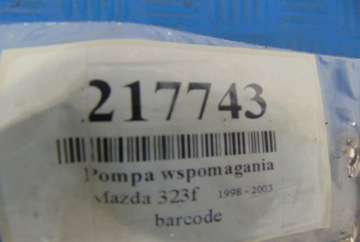 217743
Pompa wspomagania
Mazda 323f 1998 - 2003
barcode